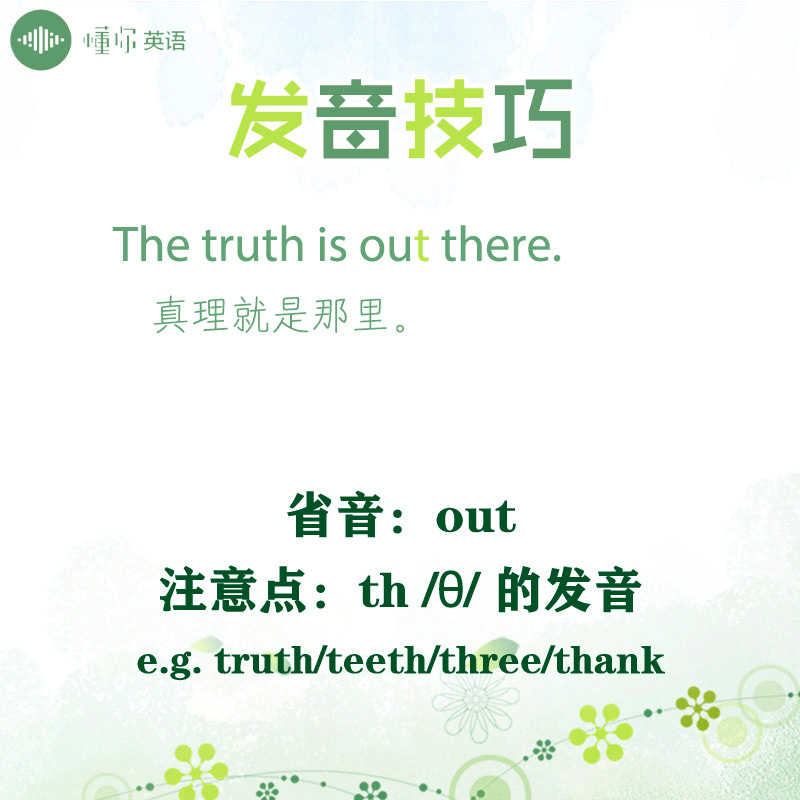 懂你英语
发音技巧
The truth is out there.
真理就是那里。
省音：out
注意点：th /θ/ 的发音
e.g. truth/teeth/three/thank